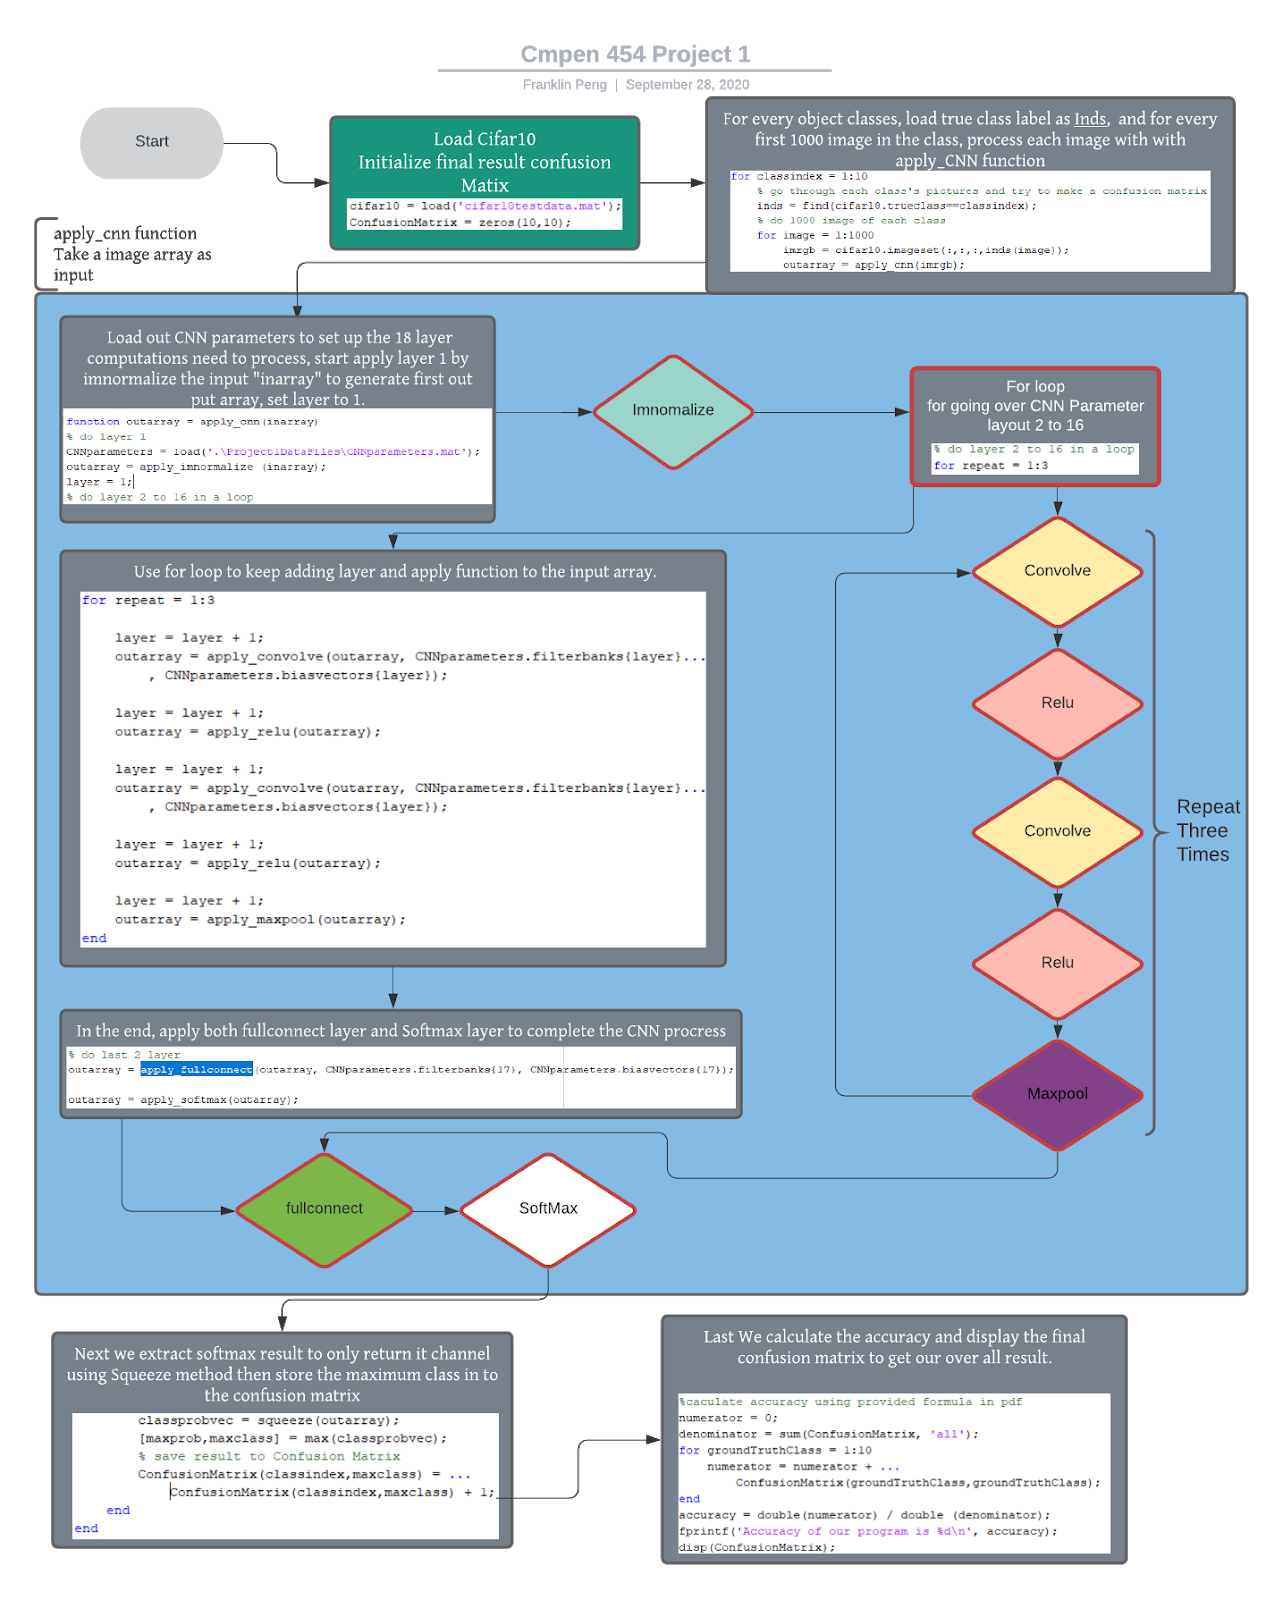 Cmpen 454 Project 1
Franklin Peng | September 28, 2020
Start
Load Cifar10
Initialize final result confusion
Matix
cifar10 = load('cifar10testdata.mat');
ConfusionMatrix = zeros(10,10);
For every object classes, load true class label as Inds, and for every
first 1000 image in the class, process each image with with
apply_CNN function
for classindex = 1:10
% go through each class's pictures and try to make a confusion matrix
inds = find(cifar10.trueclass==classindex);
% do 1000 image of each class
for image = 1:1000
imrgb = cifar10.imageset(:,:,:,inds(image));
outarray = apply_cnn(imrgb);
apply_cnn function
Take a image array as
input
Load out CNN parameters to set up the 18 layer
computations need to process, start apply layer 1 by
imnormalize the input "inarray" to generate first out
put array, set layer to 1.
function outarray = apply_cnn(inarray)
% do layer 1
CNNparameters = load('.\Project1DataFiles\CNNparameters.mat');
outarray = apply_imnormalize (inarray);
layer = 1;
% do layer 2 to 16 in a loop
Imnomalize
For loop
for going over CNN Parameter
layout 2 to 16
% do layer 2 to 16 in a loop
for repeat = 1:3
Use for loop to keep adding layer and apply function to the input array.
for repeat = 1:3
layer = layer + 1;
outarray = apply_convolve(outarray, CNNparameters.filterbanks{layer}...
, CNNparameters.biasvectors{layer});
layer = layer + 1;
outarray = apply_relu(outarray);
layer = layer + 1;
outarray = apply_convolve(outarray, CNNparameters.filterbanks{layer}...
, CNNparameters.biasvectors{layer});
layer = layer + 1;
outarray = apply_relu(outarray);
layer = layer + 1;
outarray = apply_maxpool(outarray);
end
Convolve
Relu
Convolve
Relu
Maxpool
Repeat
Three
Times
In the end, apply both fullconnect layer and Softmax layer to complete the CNN procress
% do last 2 layer
outarray = apply_fullconnect(outarray, CNNparameters.filterbanks{17}, CNNparameters.biasvectors{17});
outarray = apply_softmax(outarray);
fullconnect
SoftMax
Next we extract softmax result to only return it channel
using Squeeze method then store the maximum class in to
the confusion matrix
classprobvec = squeeze(outarray);
[maxprob,maxclass] = max(classprobvec);
% save result to Confusion Matrix
ConfusionMatrix(classindex,maxclass) = ...
ConfusionMatrix(classindex,maxclass) + 1;
end
end
Last We calculate the accuracy and display the final
confusion matrix to get our over all result.
%caculate accuracy using provided formula in pdf
numerator = 0;
denominator = sum(ConfusionMatrix, 'all');
for groundTruthClass = 1:10
numerator = numerator + ...
ConfusionMatrix(groundTruthClass,groundTruthClass);
end
accuracy = double(numerator) / double (denominator);
fprintf('Accuracy of our program is %d\n', accuracy);
disp(ConfusionMatrix);